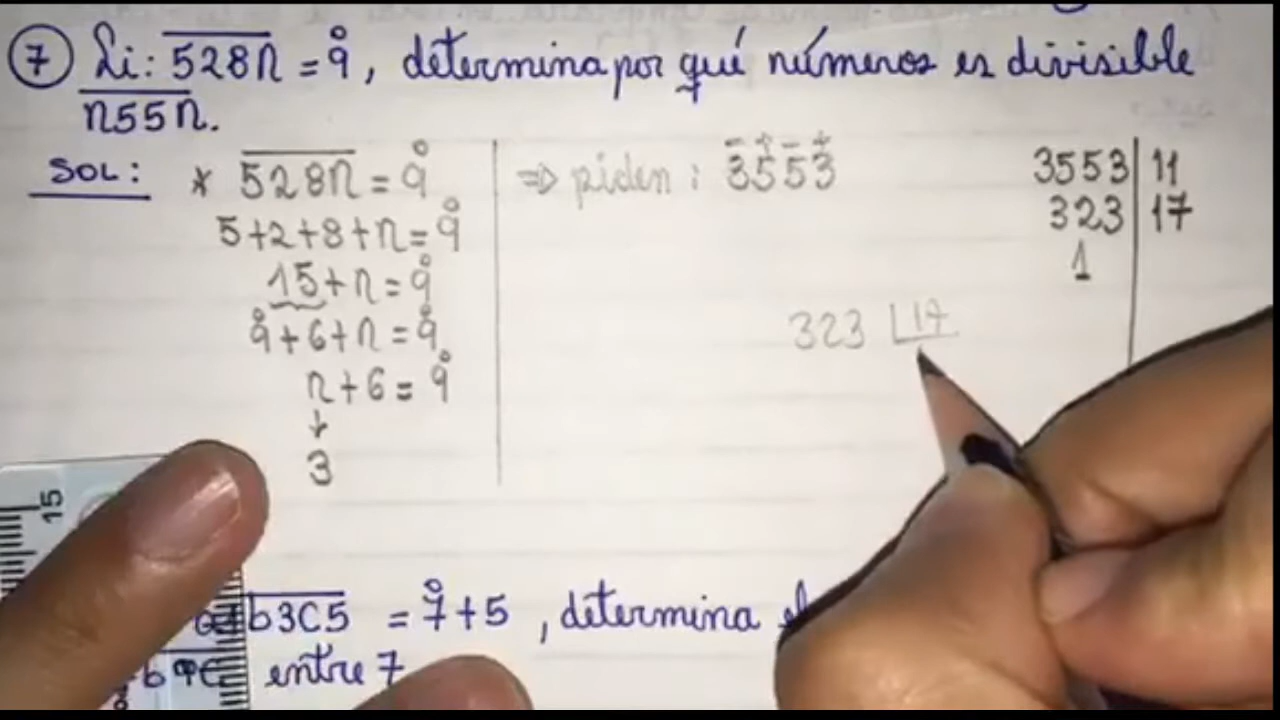 7 Si: 528n = 9°, determina por qué números es divisible
n55n.
SOL:
* 528n = 9°
5+2+8+n = 9°
15+n = 9°
9°+6+n = 9°
n+6 = 9°
↓
3
⇒ piden: 3553
- + - +
3553 | 11
323 | 17
1
323 | 17
15
b3C5 = 7°+5, determina
entre 7